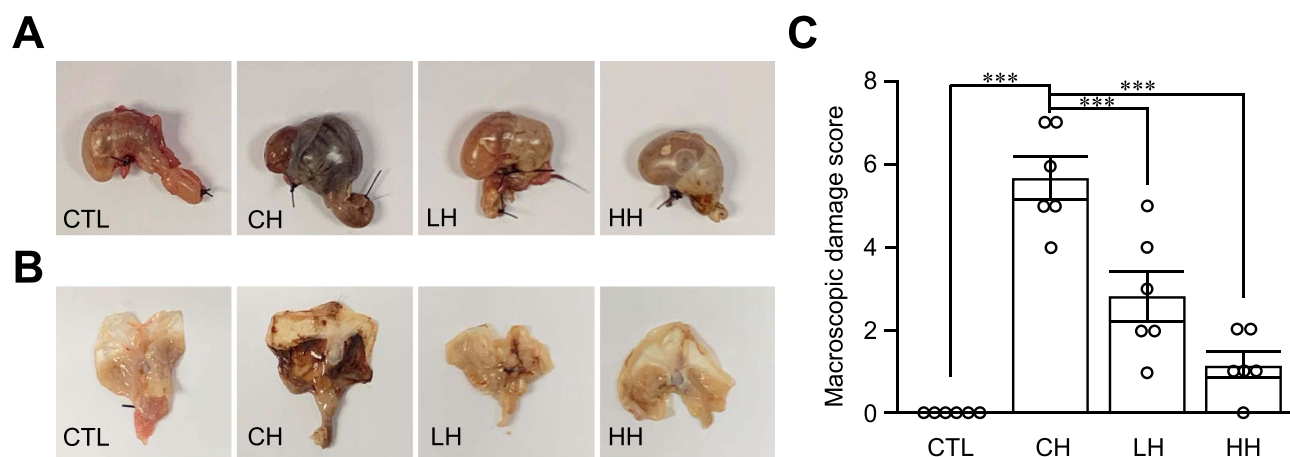 A
CTL
CH
LH
HH
B
CTL
CH
LH
HH
C
Macroscopic damage score
8
6
4
2
0
***
***
***
CTL
CH
LH
HH